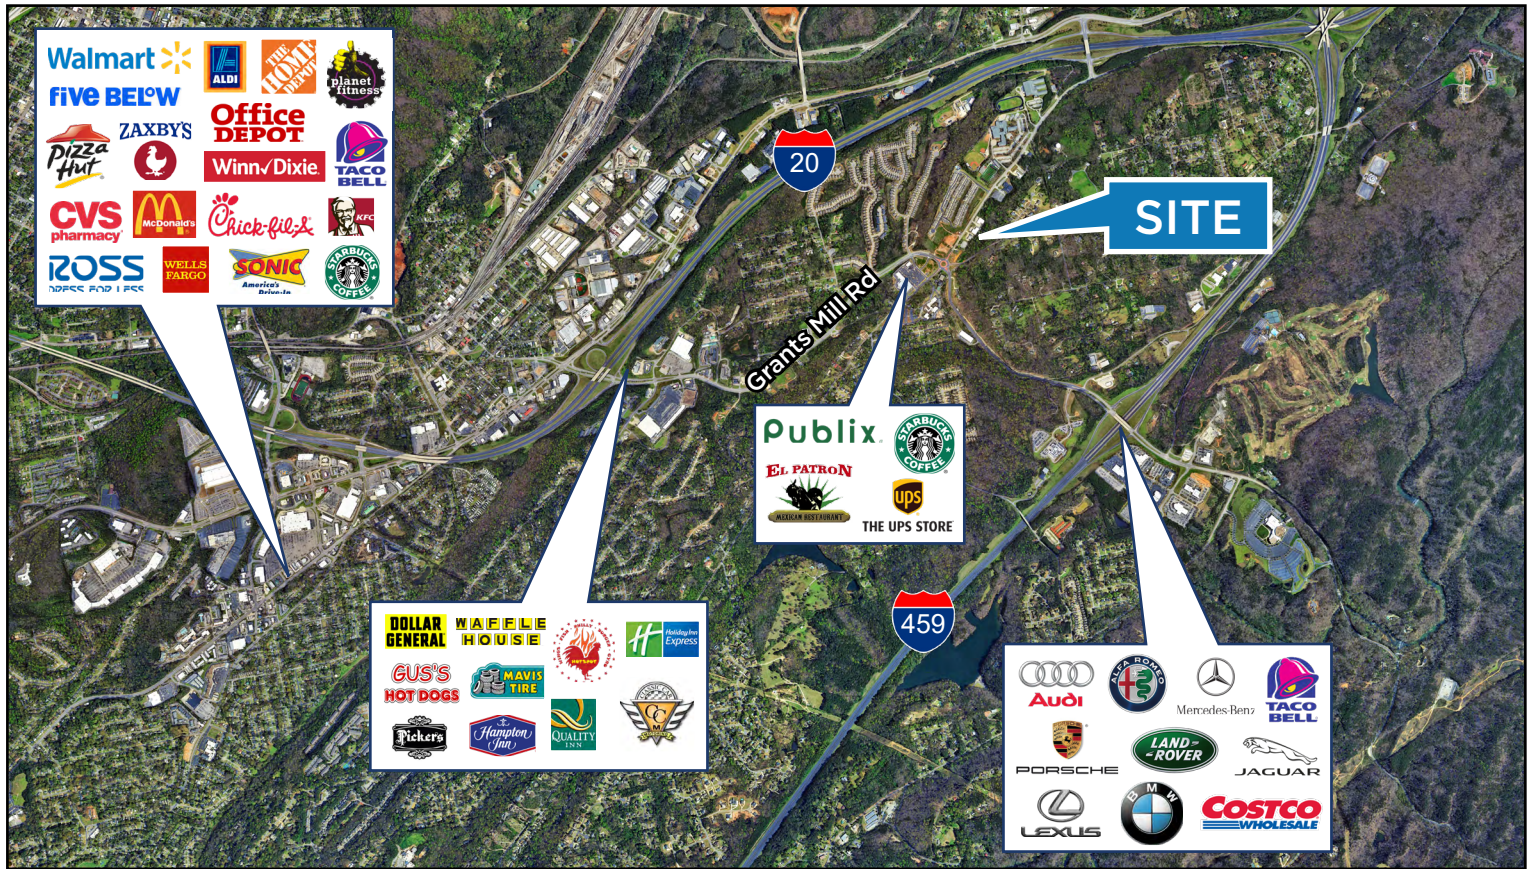 Walmart
ALDI
THE HOME DEPOT
planet fitness
five BEL°W
Office DEPOT
Pizza Hut
ZAXBY'S
Winn✓Dixie
TACO BELL
CVS pharmacy
McDonald's
Chick-fil-A
KFC
ROSS
DRESS FOR LESS
WELLS FARGO
SONIC
America's Drive-In
STARBUCKS COFFEE
20
SITE
Grants Mill Rd
Publix
STARBUCKS COFFEE
EL PATRON
MEXICAN RESTAURANT
ups
THE UPS STORE
459
DOLLAR GENERAL
WAFFLE HOUSE
Holiday Inn Express
GUS'S HOT DOGS
MAVIS TIRE
Pickers
Hampton Inn
QUALITY INN
Audi
ALFA ROMEO
Mercedes-Benz
TACO BELL
PORSCHE
LAND ROVER
JAGUAR
LEXUS
BMW
COSTCO WHOLESALE